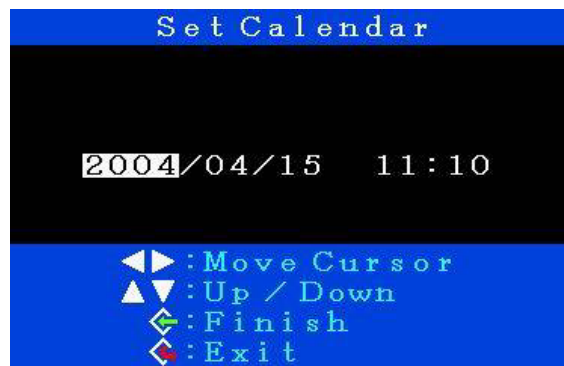 Set Calendar
2004/04/15 11:10
◀▶:Move Cursor
▲▼:Up/Down
:Finish
:Exit